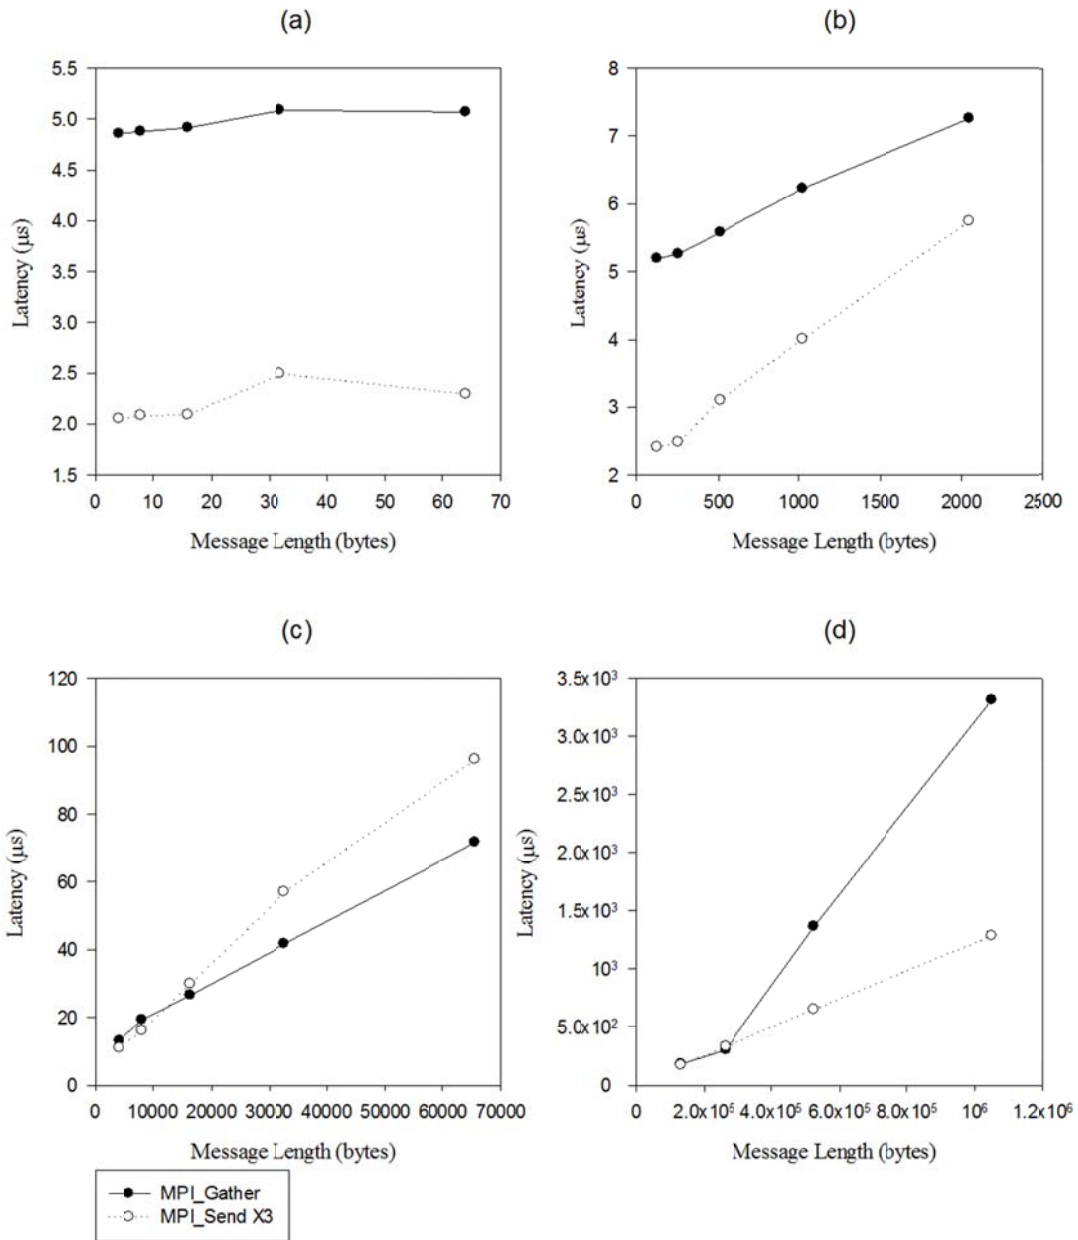 (a)
5.5
5.0
4.5
4.0
3.5
3.0
2.5
2.0
1.5
Latency (μs)
0 10 20 30 40 50 60 70
Message Length (bytes)
(b)
8
7
6
5
4
3
2
Latency (μs)
0 500 1000 1500 2000 2500
Message Length (bytes)
(c)
120
100
80
60
40
20
0
Latency (μs)
0 10000 20000 30000 40000 50000 60000 70000
Message Length (bytes)
(d)
3.5x10³
3.0x10³
2.5x10³
2.0x10³
1.5x10³
10³
5.0x10²
0
Latency (μs)
0 2.0x10⁵ 4.0x10⁵ 6.0x10⁵ 8.0x10⁵ 10⁶ 1.2x10⁶
Message Length (bytes)
MPI_Gather
MPI_Send X3